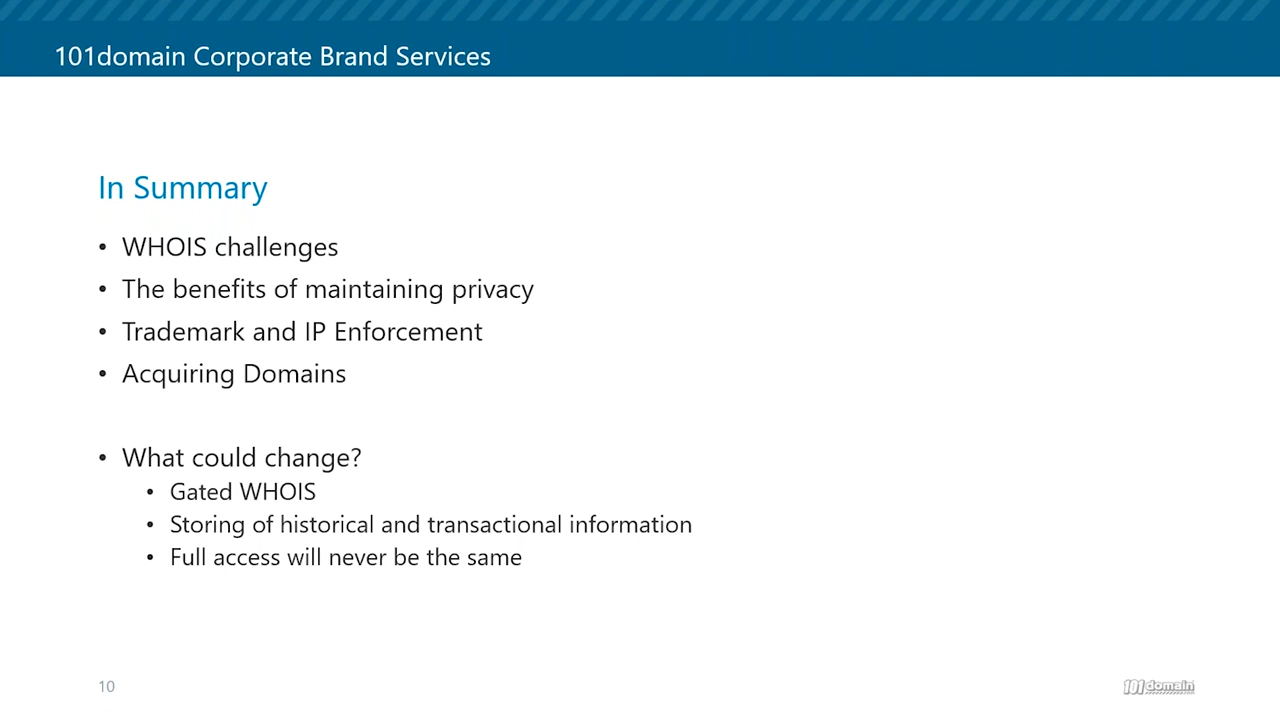 101domain Corporate Brand Services
In Summary
• WHOIS challenges
• The benefits of maintaining privacy
• Trademark and IP Enforcement
• Acquiring Domains
• What could change?
• Gated WHOIS
• Storing of historical and transactional information
• Full access will never be the same
10
101domain